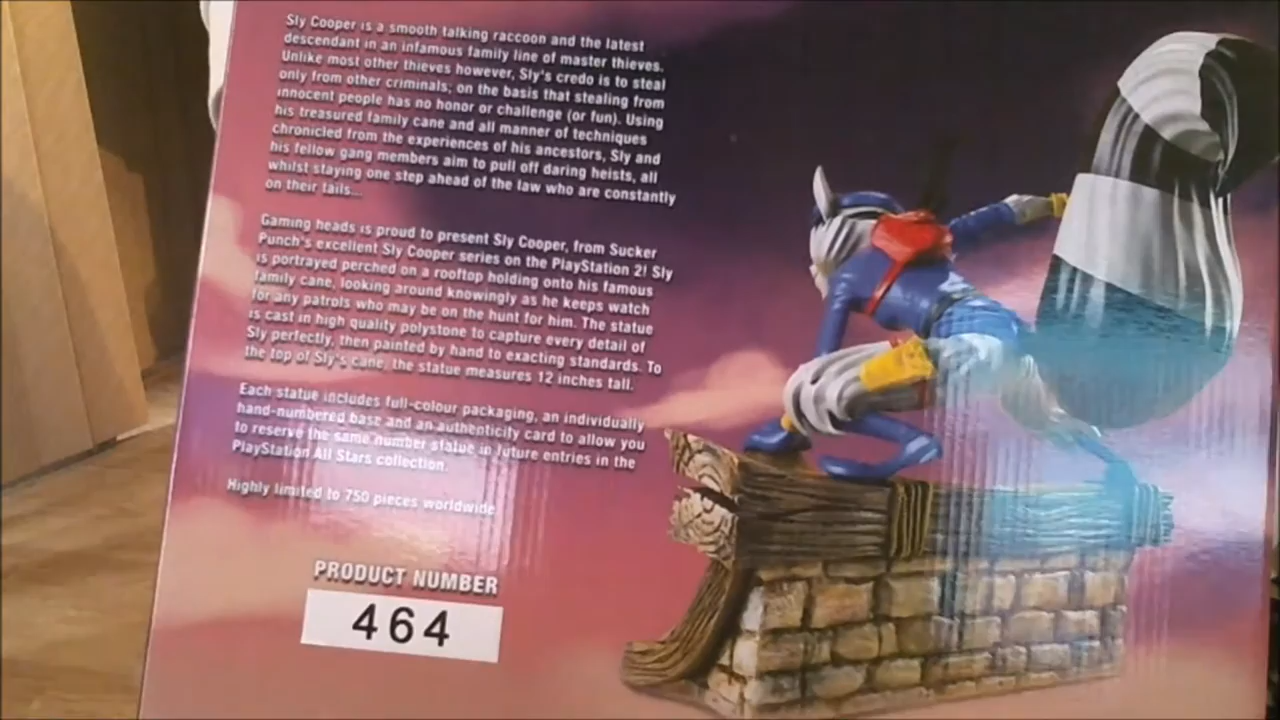 Sly Cooper is a smooth talking raccoon and the latest
descendant in an infamous family line of master thieves.
Unlike most other thieves however, Sly's credo is to steal
only from other criminals; on the basis that stealing from
innocent people has no honor or challenge (or fun). Using
his treasured family cane and all manner of techniques
chronicled from the experiences of his ancestors, Sly and
his fellow gang members aim to pull off daring heists, all
whilst staying one step ahead of the law who are constantly
on their tails...
Gaming heads is proud to present Sly Cooper, from Sucker
Punch's excellent Sly Cooper series on the PlayStation 2! Sly
is portrayed perched on a rooftop holding onto his famous
family cane, looking around knowingly as he keeps watch
for any patrols who may be on the hunt for him. The statue
is cast in high quality polystone to capture every detail of
Sly perfectly, then painted by hand to exacting standards. To
the top of Sly's cane, the statue measures 12 inches tall.
Each statue includes full-colour packaging, an individually
hand-numbered base and an authenticity card to allow you
to reserve the same number statue in future entries in the
PlayStation All Stars collection.
Highly limited to 750 pieces worldwide
PRODUCT NUMBER
464